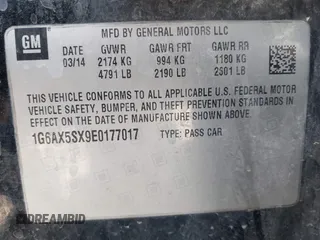 MFD BY GENERAL MOTORS LLC
GM
03/14 GVWR GAWR FRT GAWR RR
2174 KG 994 KG 1180 KG
4791 LB 2190 LB 2601 LB
THIS VEHICLE CONFORMS TO ALL APPLICABLE U.S. FEDERAL MOTOR
VEHICLE SAFETY, BUMPER, AND THEFT PREVENTION STANDARDS IN
EFFECT ON THE DATE OF MANUFACTURE SHOWN ABOVE.
1G6AX5SX9E0177017 TYPE: PASS CAR
GREAMBID